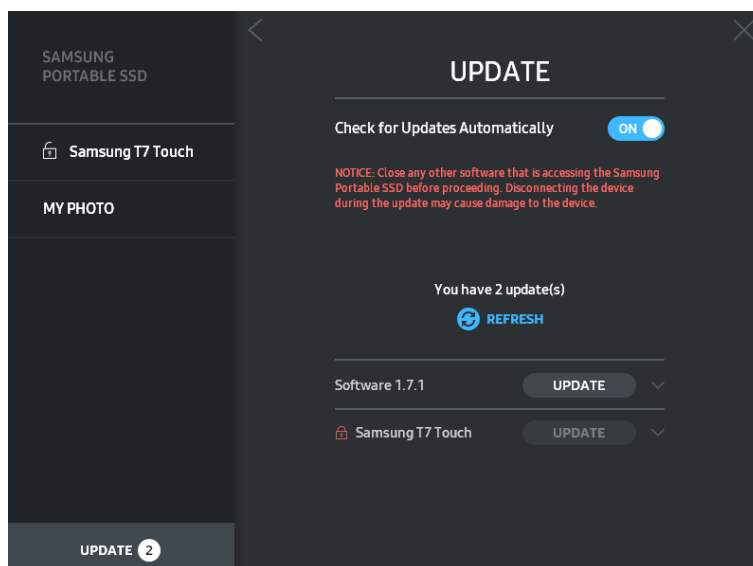 SAMSUNG
PORTABLE SSD
Samsung T7 Touch
MY PHOTO
UPDATE 2
UPDATE
Check for Updates Automatically ON
NOTICE: Close any other software that is accessing the Samsung
Portable SSD before proceeding. Disconnecting the device
during the update may cause damage to the device.
You have 2 update(s)
REFRESH
Software 1.7.1 UPDATE
Samsung T7 Touch UPDATE